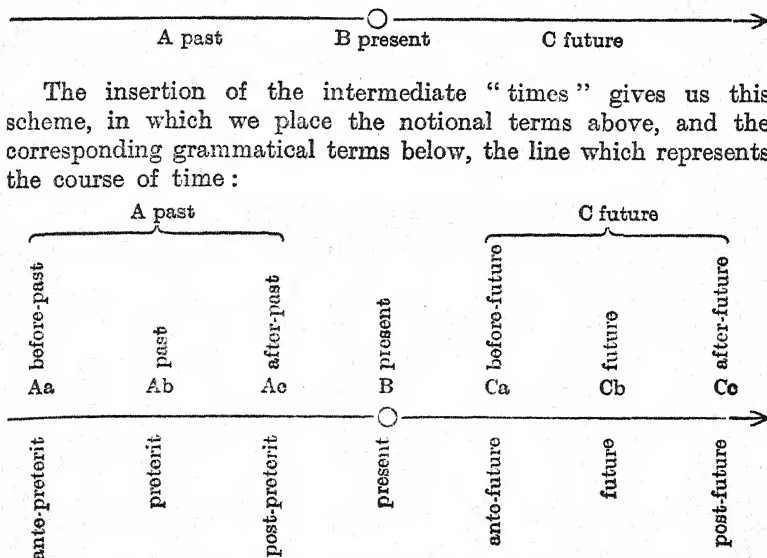 A past B present C future
The insertion of the intermediate “times” gives us this
scheme, in which we place the notional terms above, and the
corresponding grammatical terms below, the line which represents
the course of time :
A past C future
before-past past after-past present before-future future after-future
Aa Ab Ac B Ca Cb Cc
ante-preterit preterit post-preterit present ante-future future post-future